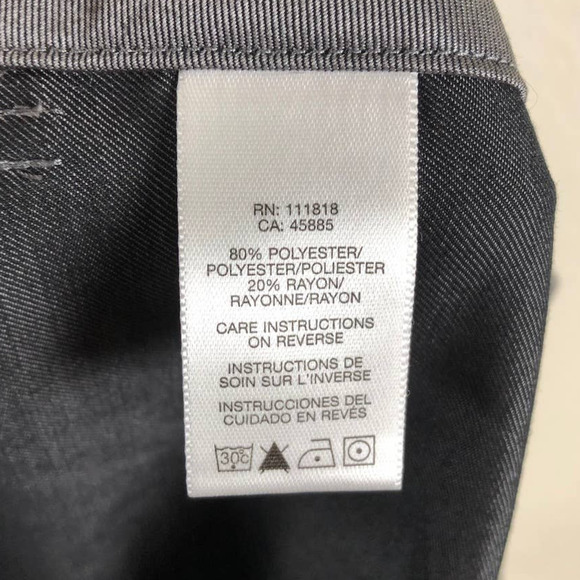 RN: 111818
CA: 45885
80% POLYESTER/
POLYESTER/POLIESTER
20% RAYON/
RAYONNE/RAYON
CARE INSTRUCTIONS
ON REVERSE
INSTRUCTIONS DE
SOIN SUR L'INVERSE
INSTRUCCIONES DEL
CUIDADO EN REVÉS
30C